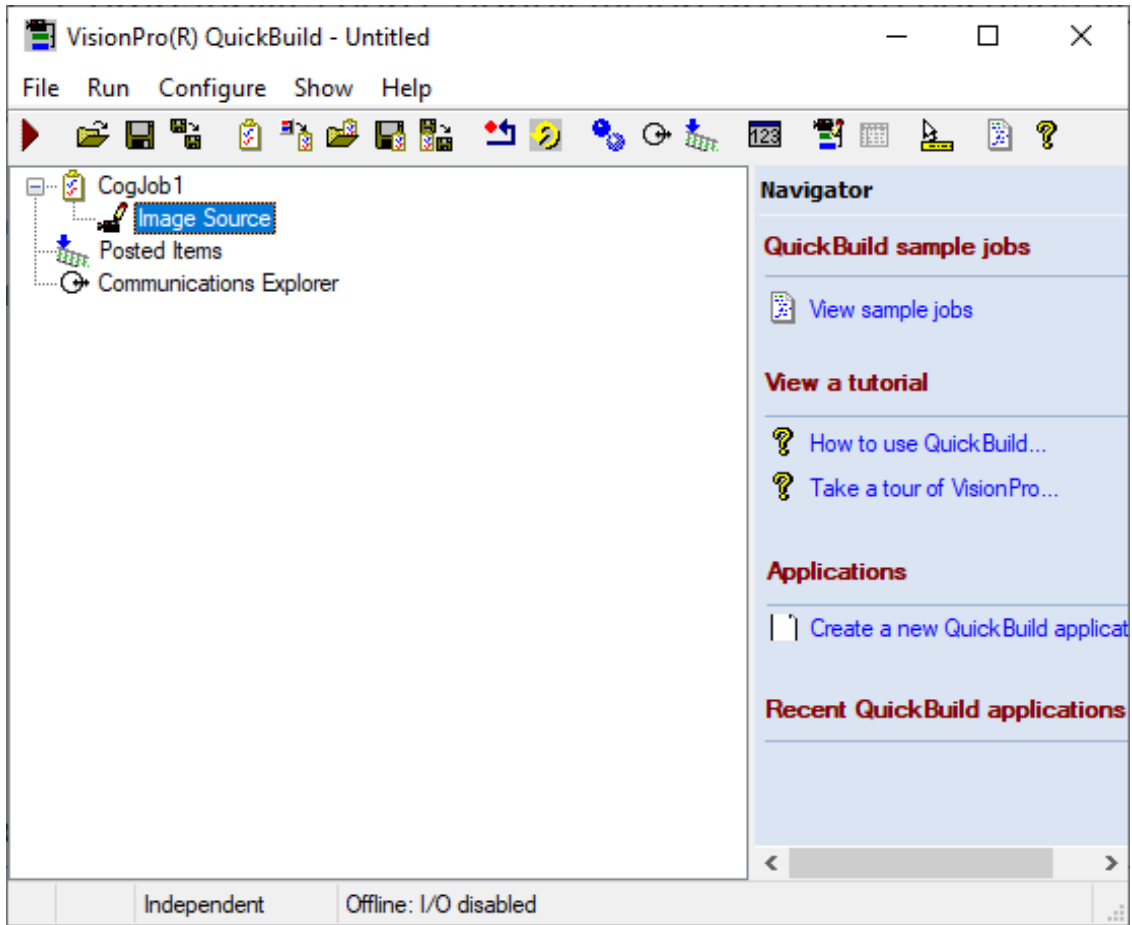 VisionPro(R) QuickBuild - Untitled
File Run Configure Show Help
123
CogJob1
Image Source
Posted Items
Communications Explorer
Navigator
QuickBuild sample jobs
View sample jobs
View a tutorial
How to use QuickBuild...
Take a tour of VisionPro...
Applications
Create a new QuickBuild applicat
Recent QuickBuild applications
Independent Offline: I/O disabled